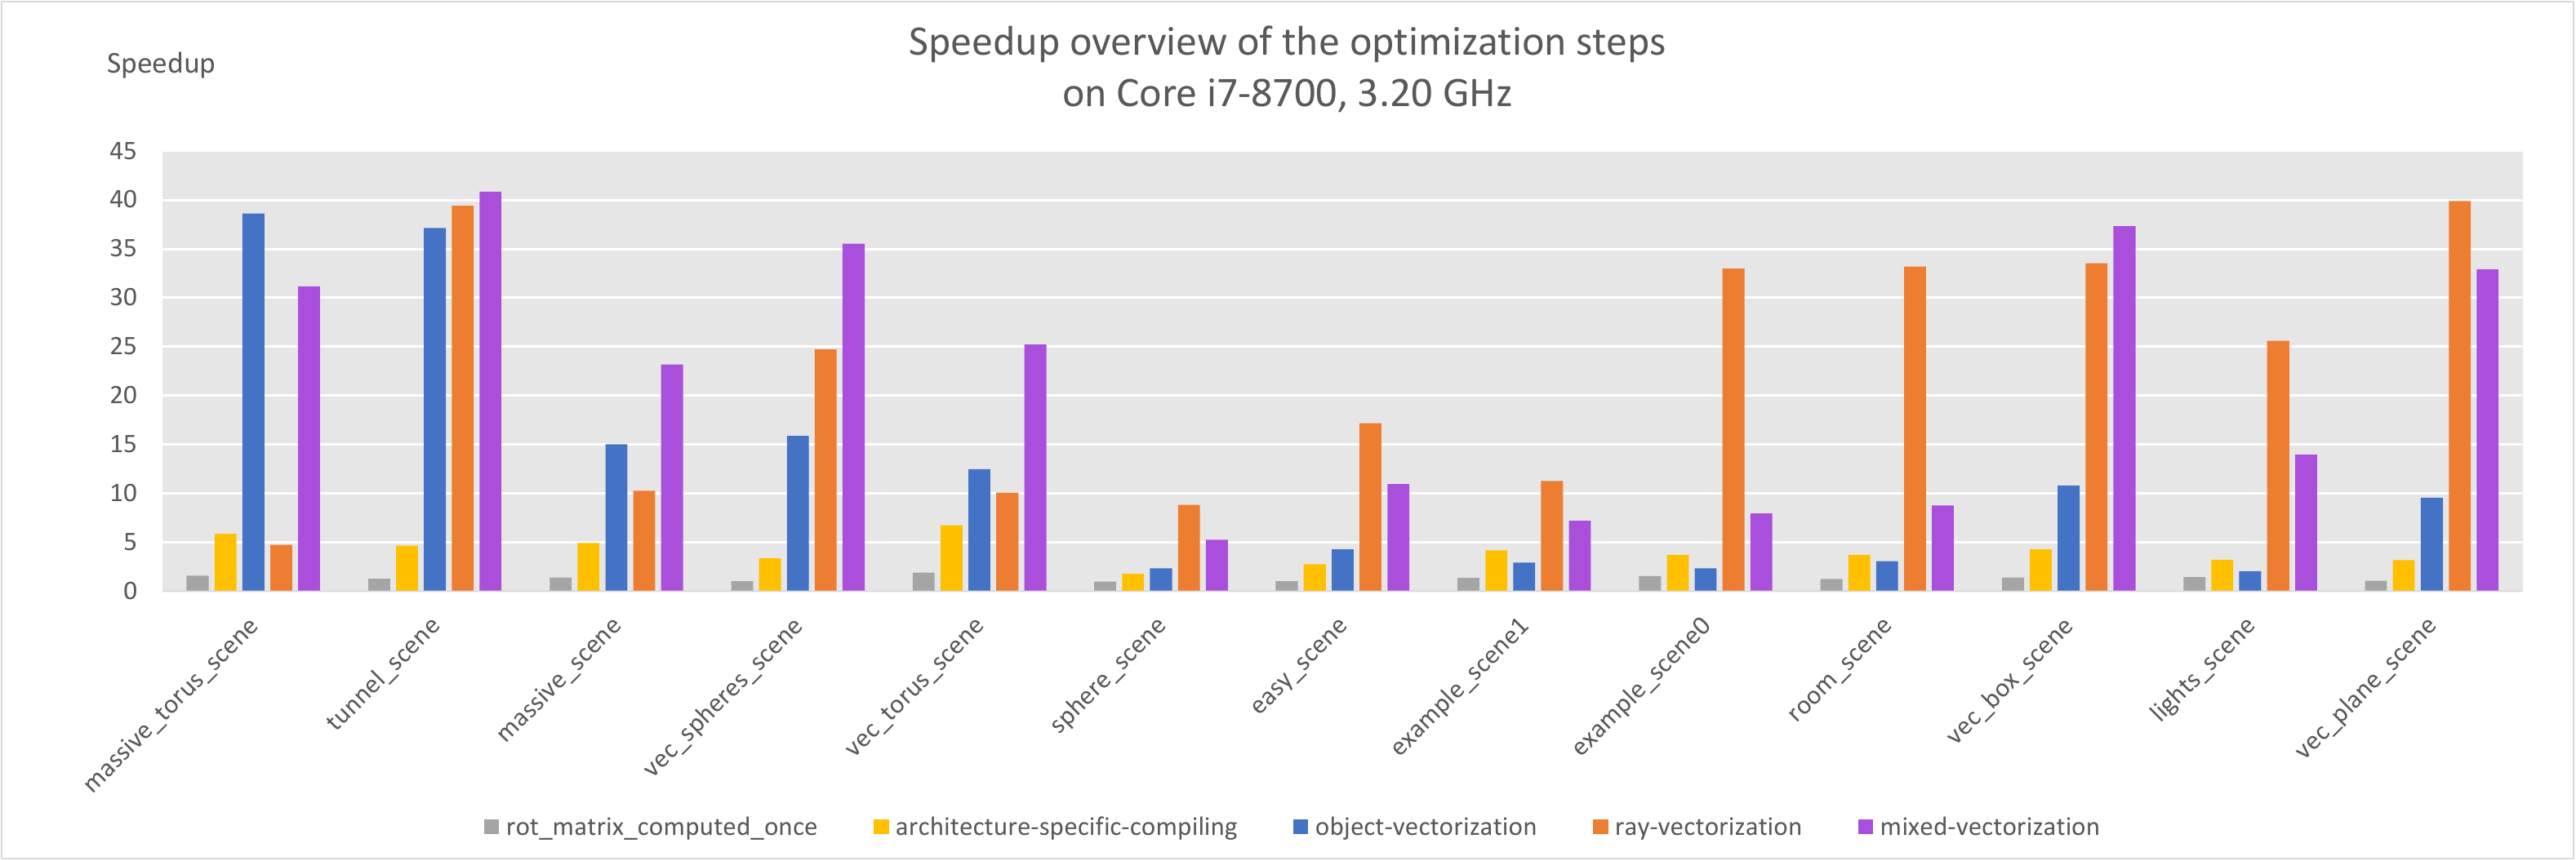 Speedup overview of the optimization steps
on Core i7-8700, 3.20 GHz
Speedup
45
40
35
30
25
20
15
10
5
0
massive_torus_scene
tunnel_scene
massive_scene
vec_spheres_scene
vec_torus_scene
sphere_scene
easy_scene
example_scene1
example_scene0
room_scene
vec_box_scene
lights_scene
vec_plane_scene
rot_matrix_computed_once architecture-specific-compiling object-vectorization ray-vectorization mixed-vectorization